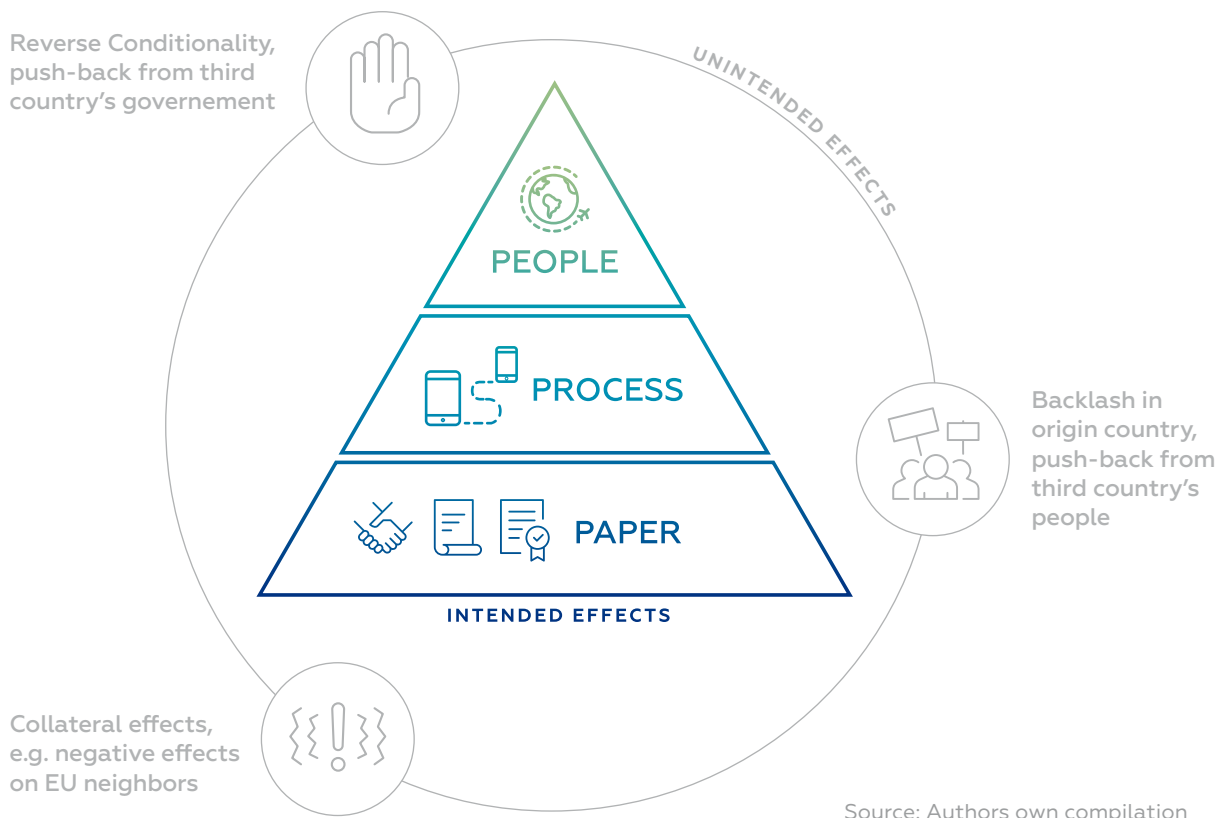 Reverse Conditionality,
push-back from third
country's governement
UNINTENDED EFFECTS
PEOPLE
PROCESS
PAPER
INTENDED EFFECTS
Backlash in
origin country,
push-back from
third country's
people
Collateral effects,
e.g. negative effects
on EU neighbors
Source: Authors own compilation